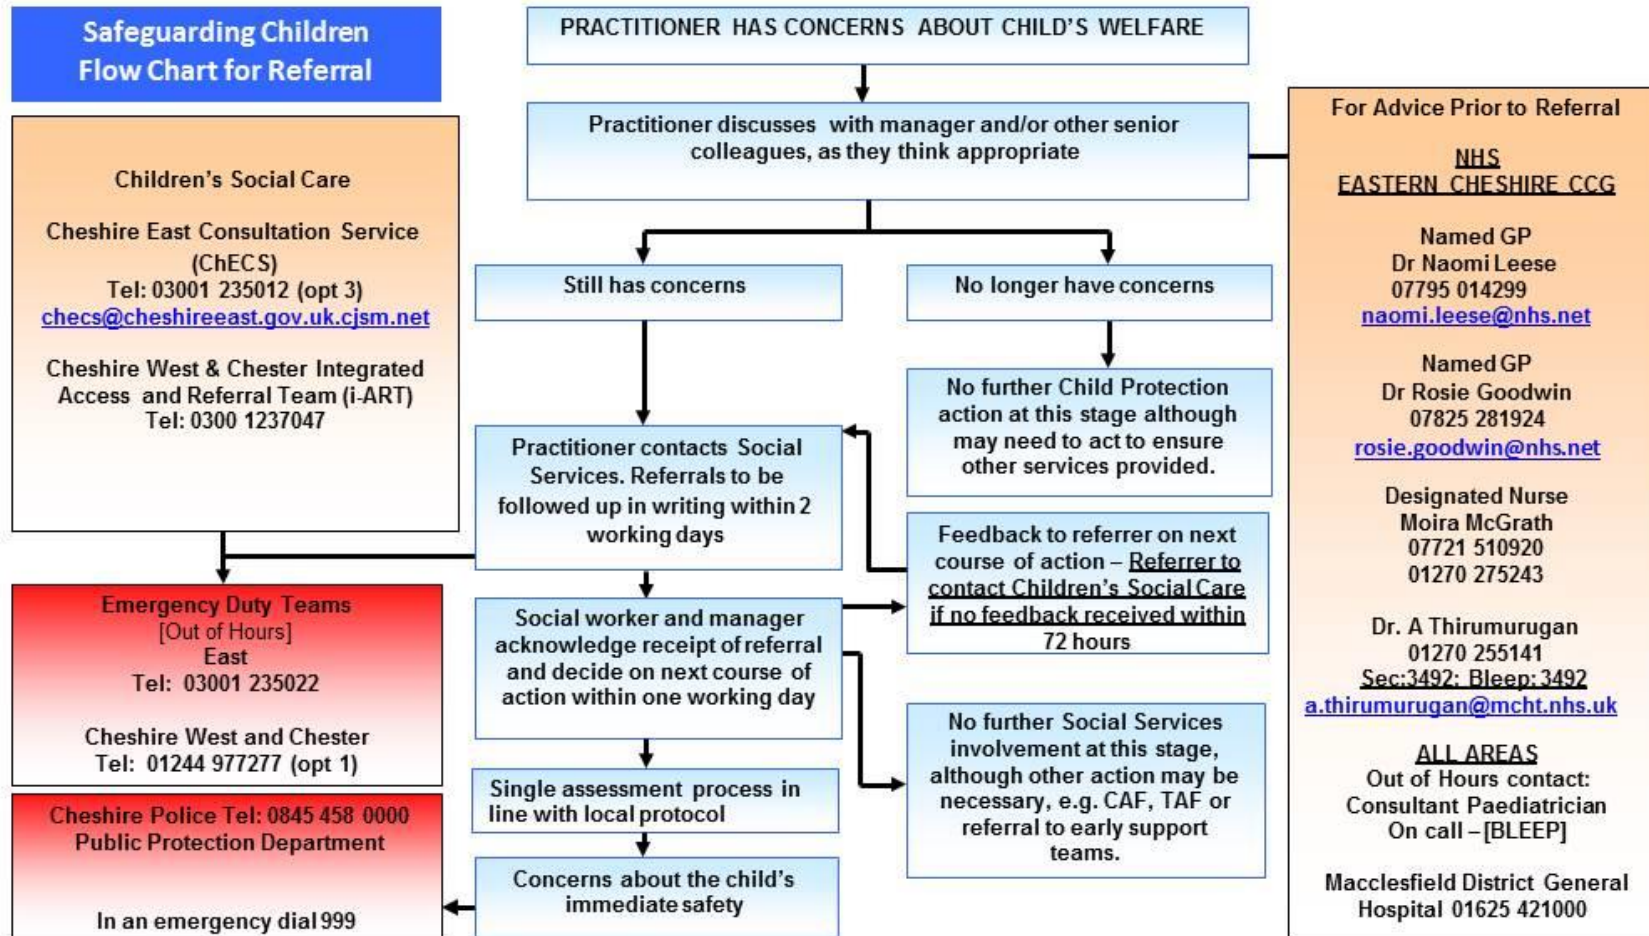 Safeguarding Children
Flow Chart for Referral
PRACTITIONER HAS CONCERNS ABOUT CHILD'S WELFARE
Practitioner discusses with manager and/or other senior
colleagues, as they think appropriate
Children's Social Care
Cheshire East Consultation Service
(ChECS)
Tel: 03001 235012 (opt 3)
checs@cheshireeast.gov.uk.cjsm.net
Cheshire West & Chester Integrated
Access and Referral Team (i-ART)
Tel: 0300 1237047
Still has concerns
No longer have concerns
No further Child Protection
action at this stage although
may need to act to ensure
other services provided.
Practitioner contacts Social
Services. Referrals to be
followed up in writing within 2
working days
Feedback to referrer on next
course of action – Referrer to
contact Children's Social Care
if no feedback received within
72 hours
Emergency Duty Teams
[Out of Hours]
East
Tel: 03001 235022
Cheshire West and Chester
Tel: 01244 977277 (opt 1)
Social worker and manager
acknowledge receipt of referral
and decide on next course of
action within one working day
No further Social Services
involvement at this stage,
although other action may be
necessary, e.g. CAF, TAF or
referral to early support
teams.
Single assessment process in
line with local protocol
Cheshire Police Tel: 0845 458 0000
Public Protection Department
In an emergency dial 999
Concerns about the child's
immediate safety
For Advice Prior to Referral
NHS
EASTERN CHESHIRE CCG
Named GP
Dr Naomi Leese
07795 014299
naomi.leese@nhs.net
Named GP
Dr Rosie Goodwin
07825 281924
rosie.goodwin@nhs.net
Designated Nurse
Moira McGrath
07721 510920
01270 275243
Dr. A Thirumurugan
01270 255141
Sec:3492: Bleep: 3492
a.thirumurugan@mcht.nhs.uk
ALL AREAS
Out of Hours contact:
Consultant Paediatrician
On call – [BLEEP]
Macclesfield District General
Hospital 01625 421000